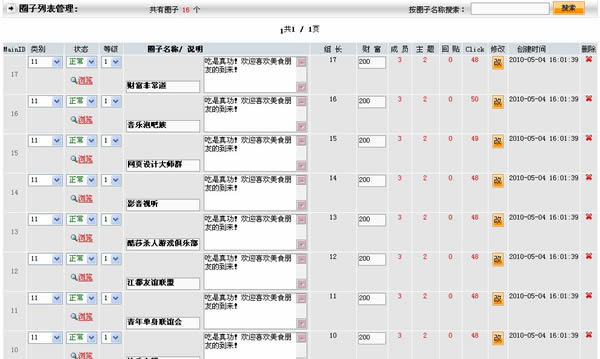 圈子列表管理: 共有圈子 16 个 按圈子名称搜索: 搜索
共1 / 1页
MainID 类别 状态 等级 圈子名称/ 说明 组 长 财 富 成 员 主 题 回 贴 Click 修改 创建时间 删除
17 11 正常 1 浏览 财富非常道 吃是真功!! 欢迎喜欢美食朋友的到来!! 17 200 3 2 0 48 改 2010-05-04 16:01:39
16 11 正常 1 浏览 音乐泡吧族 吃是真功!! 欢迎喜欢美食朋友的到来!! 16 200 3 2 0 50 改 2010-05-04 16:01:39
15 11 正常 1 浏览 网页设计大师群 吃是真功!! 欢迎喜欢美食朋友的到来!! 15 200 3 2 0 49 改 2010-05-04 16:01:39
14 11 正常 1 浏览 影音视听 吃是真功!! 欢迎喜欢美食朋友的到来!! 14 200 3 2 0 48 改 2010-05-04 16:01:39
13 11 正常 1 浏览 酷莎杀人游戏俱乐部 吃是真功!! 欢迎喜欢美食朋友的到来!! 13 200 3 2 0 48 改 2010-05-04 16:01:39
12 11 正常 1 浏览 江都友谊联盟 吃是真功!! 欢迎喜欢美食朋友的到来!! 12 200 3 2 0 48 改 2010-05-04 16:01:39
11 11 正常 1 浏览 青年单身联谊会 吃是真功!! 欢迎喜欢美食朋友的到来!! 11 200 3 2 0 48 改 2010-05-04 16:01:39
10 11 正常 1 浏览 吃是真功!! 欢迎喜欢美食朋友的到来!! 10 200 3 2 0 48 改 2010-05-04 16:01:39